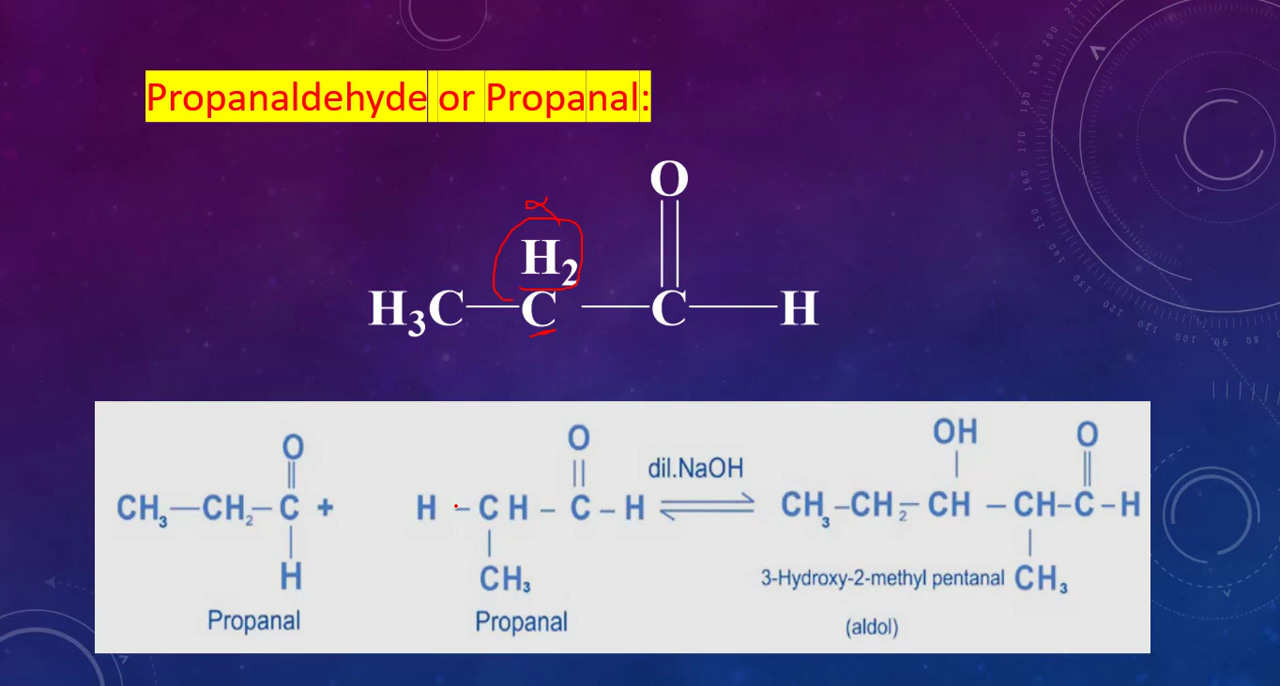 Propanaldehyde or Propanal:
O
α
H₂
H₃C—C—C—H
O O OH O
|| || dil.NaOH | ||
CH₃—CH₂—C + H – CH – C – H ⇌ CH₃–CH₂–CH –CH–C–H
| | |
H CH₃ 3-Hydroxy-2-methyl pentanal CH₃
Propanal Propanal (aldol)